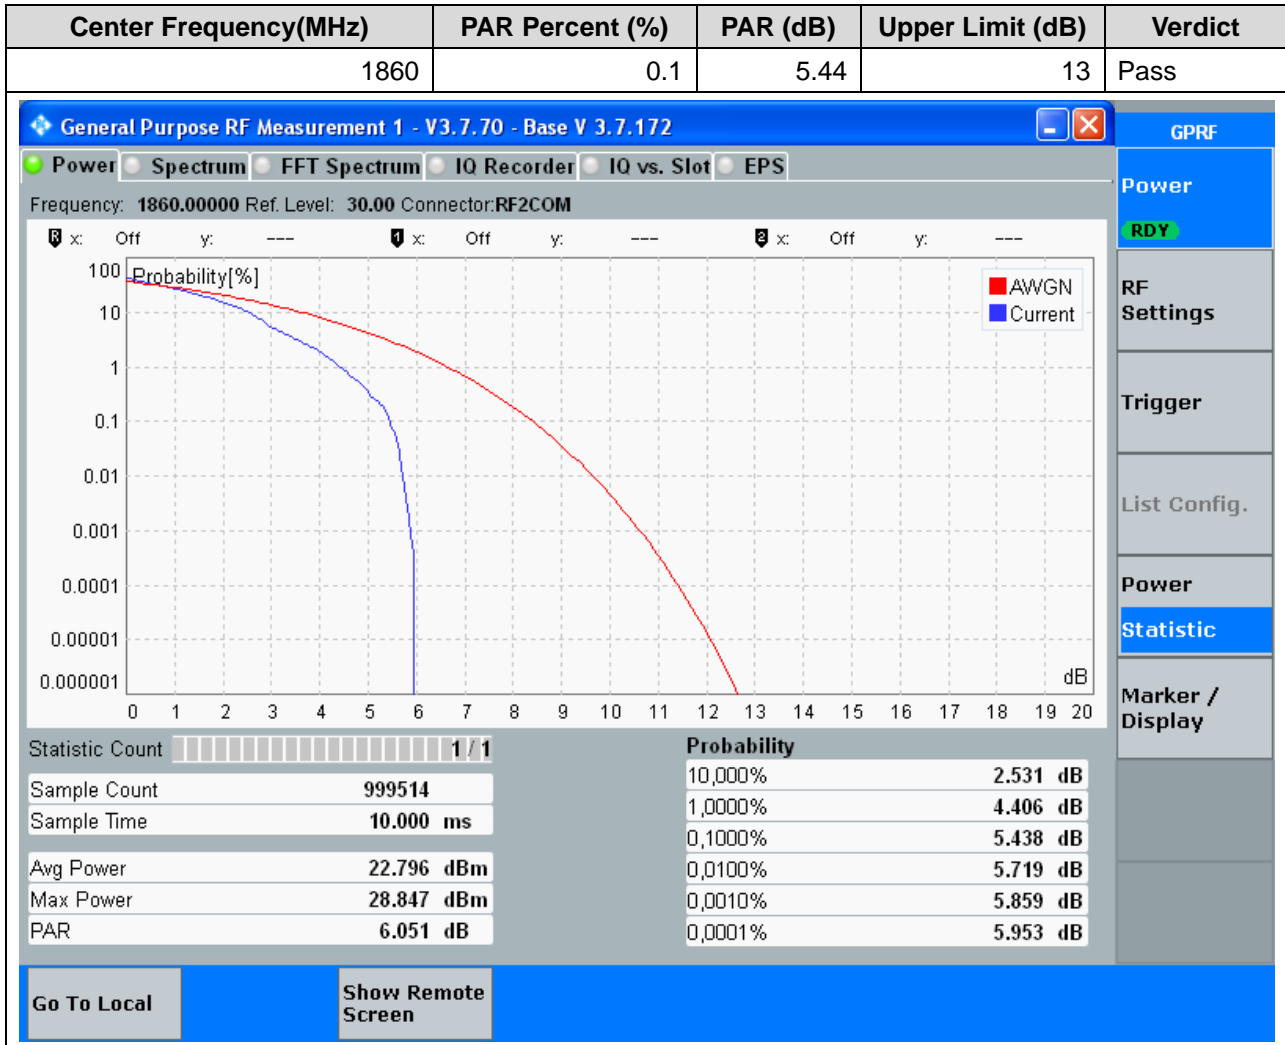 Center Frequency(MHz) PAR Percent (%) PAR (dB) Upper Limit (dB) Verdict
1860 0.1 5.44 13 Pass
General Purpose RF Measurement 1 - V3.7.70 - Base V 3.7.172
GPRF
Power Spectrum FFT Spectrum IQ Recorder IQ vs. Slot EPS
Frequency: 1860.00000 Ref. Level: 30.00 Connector:RF2COM
R x: Off y: --- 1 x: Off y: --- 2 x: Off y: ---
Probability[%]
AWGN
Current
100
10
1
0.1
0.01
0.001
0.0001
0.00001
0.000001
dB
0 1 2 3 4 5 6 7 8 9 10 11 12 13 14 15 16 17 18 19 20
Statistic Count 1 / 1
Sample Count 999514
Sample Time 10.000 ms
Avg Power 22.796 dBm
Max Power 28.847 dBm
PAR 6.051 dB
Probability
10,000% 2.531 dB
1,0000% 4.406 dB
0,1000% 5.438 dB
0,0100% 5.719 dB
0,0010% 5.859 dB
0,0001% 5.953 dB
Power
RDY
RF
Settings
Trigger
List Config.
Power
Statistic
Marker /
Display
Go To Local
Show Remote
Screen